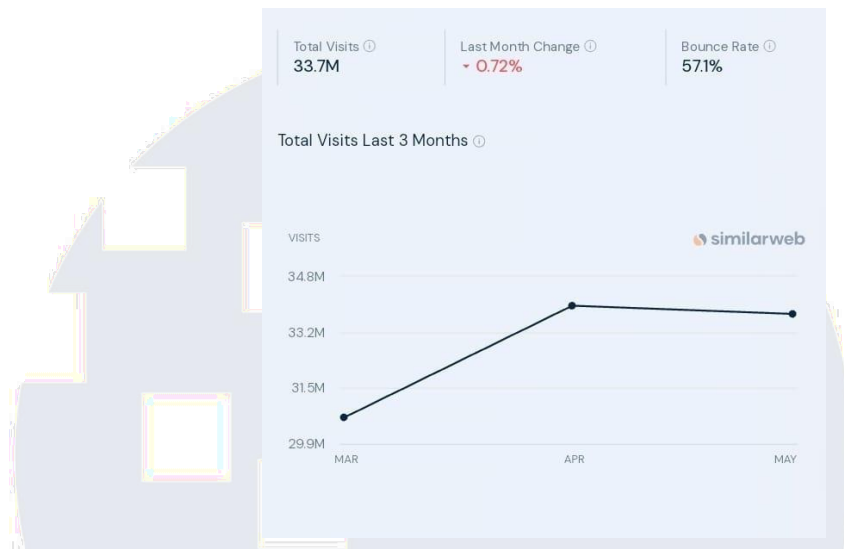 Total Visits
Last Month Change
Bounce Rate
33.7M
0.72%
57.1%
Total Visits Last 3 Months
VISITS
similarweb
34.8M
33.2M
31.5M
29.9M
MAR
APR
MAY